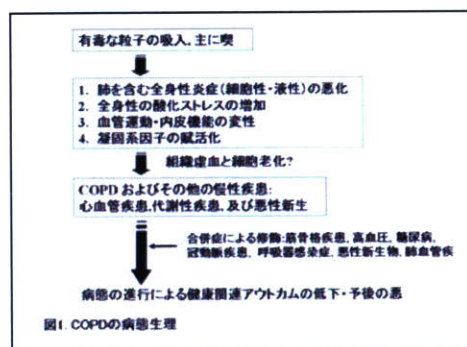 有毒な粒子の吸入,主に喫
1. 肺を含む全身性炎症(細胞性・液性)の悪化
2. 全身性の酸化ストレスの増加
3. 血管運動・内皮機能の変性
4. 凝固系因子の賦活化
組織虚血と細胞老化?
COPD およびその他の慢性疾患:
心血管疾患,代謝性疾患, 及び悪性新生
合併症による修飾:筋骨格疾患, 高血圧, 糖尿病,
冠動脈疾患, 呼吸器感染症, 悪性新生物, 肺血管疾
病態の進行による健康関連アウトカムの低下・予後の悪
図1. COPDの病態生理